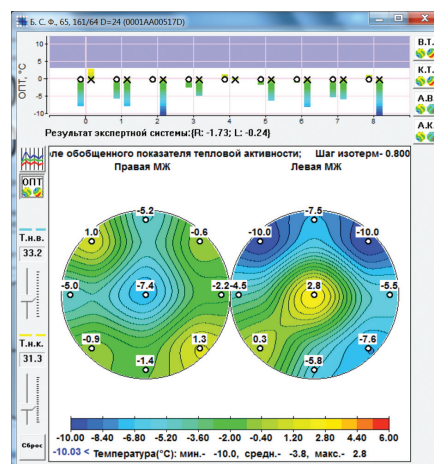 Б. С. Ф., 65, 161/64 D=24 (0001AA00517D)
В.Т.
К.Т.
А.В
А.К
ОПТ. °C
10
5
0
-5
-10
0 1 2 3 4 5 6 7 8
Результат экспертной системы:(R: -1.73; L: -0.24)
ле обобщенного показателя тепловой активности; Шаг изотерм- 0.800
Правая МЖ Левая МЖ
ОПТ
Т.н.в.
33.2
Т.н.к.
31.3
Сброс
-5.2 -7.5
1.0 -0.6 -10.0 -10.0
-5.0 -7.4 -2.2 -4.5 2.8 -5.5
-0.9 1.3 0.3 -7.6
-1.4 -5.8
-10.00 -8.40 -6.80 -5.20 -3.60 -2.00 -0.40 1.20 2.80 4.40 6.00
-10.03 < Температура(°C): мин.- -10.0, средн.- -3.8, макс.- 2.8